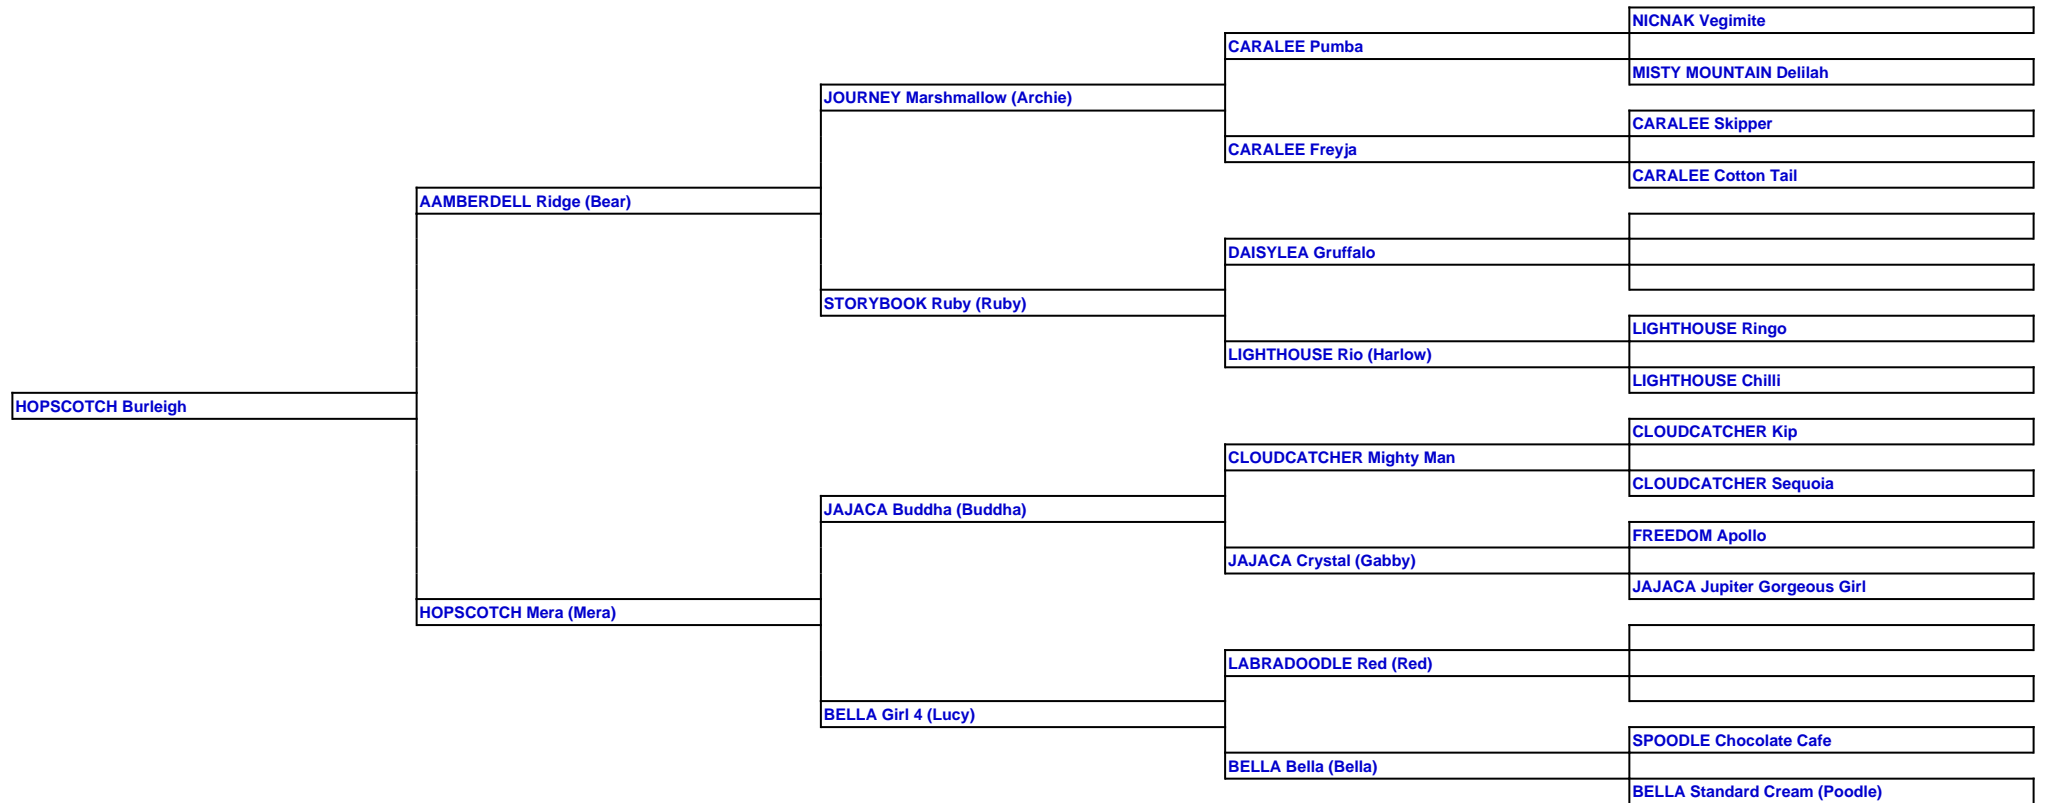 NICNAK Vegimite
CARALEE Pumba
MISTY MOUNTAIN Delilah
JOURNEY Marshmallow (Archie)
CARALEE Skipper
CARALEE Freyja
CARALEE Cotton Tail
AAMBERDELL Ridge (Bear)
DAISYLEA Gruffalo
STORYBOOK Ruby (Ruby)
LIGHTHOUSE Ringo
LIGHTHOUSE Rio (Harlow)
LIGHTHOUSE Chilli
HOPSCOTCH Burleigh
CLOUDCATCHER Kip
CLOUDCATCHER Mighty Man
CLOUDCATCHER Sequoia
JAJACA Buddha (Buddha)
FREEDOM Apollo
JAJACA Crystal (Gabby)
JAJACA Jupiter Gorgeous Girl
HOPSCOTCH Mera (Mera)
LABRADOODLE Red (Red)
BELLA Girl 4 (Lucy)
SPOODLE Chocolate Cafe
BELLA Bella (Bella)
BELLA Standard Cream (Poodle)